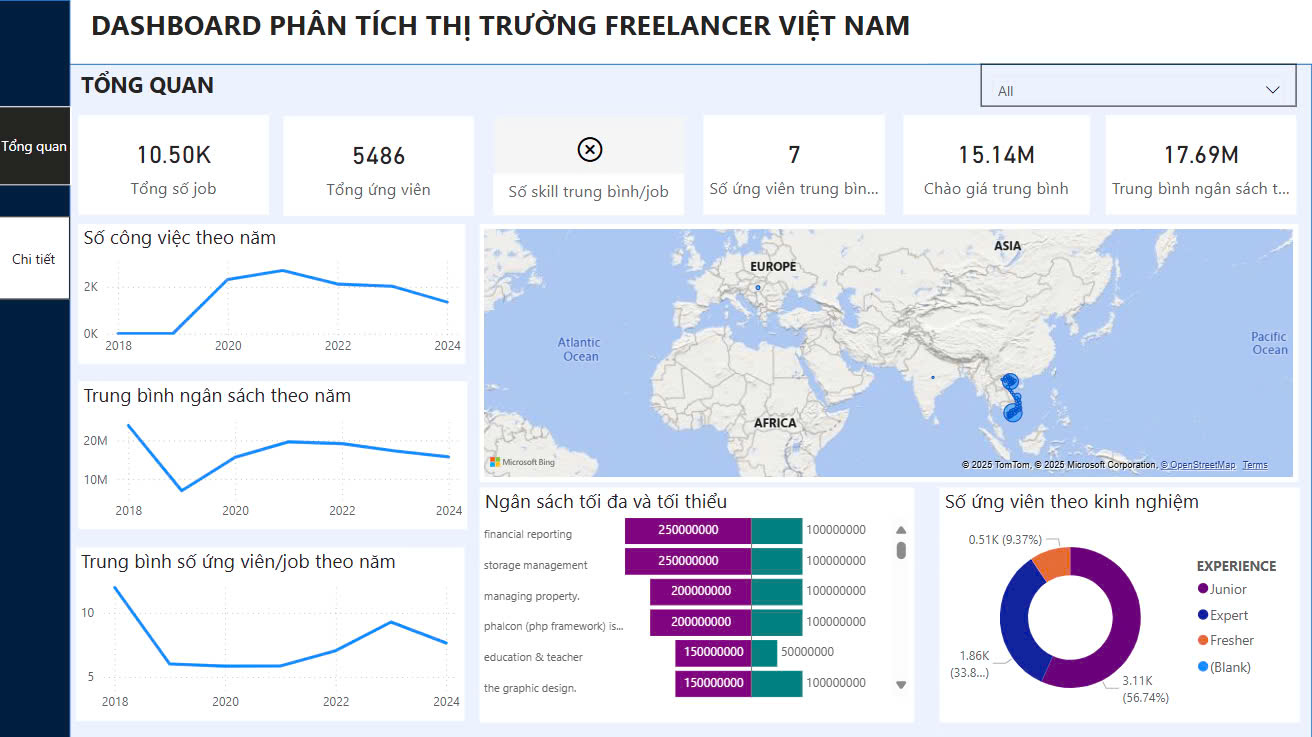 DASHBOARD PHÂN TÍCH THỊ TRƯỜNG FREELANCER VIỆT NAM
TỔNG QUAN
All
Tổng quan
Chi tiết
10.50K
Tổng số job
5486
Tổng ứng viên
Số skill trung bình/job
7
Số ứng viên trung bìn...
15.14M
Chào giá trung bình
17.69M
Trung bình ngân sách t...
Số công việc theo năm
2K
0K
2018
2020
2022
2024
Trung bình ngân sách theo năm
20M
10M
2018
2020
2022
2024
Trung bình số ứng viên/job theo năm
10
5
2018
2020
2022
2024
ASIA
EUROPE
Atlantic
Ocean
Pacific
Ocean
AFRICA
Microsoft Bing
© 2025 TomTom, © 2025 Microsoft Corporation, © OpenStreetMap Terms
Ngân sách tối đa và tối thiểu
financial reporting 250000000 100000000
storage management 250000000 100000000
managing property. 200000000 100000000
phalcon (php framework) is... 200000000 100000000
education & teacher 150000000 50000000
the graphic design. 150000000 100000000
Số ứng viên theo kinh nghiệm
0.51K (9.37%)
1.86K
(33.8...)
3.11K
(56.74%)
EXPERIENCE
Junior
Expert
Fresher
(Blank)